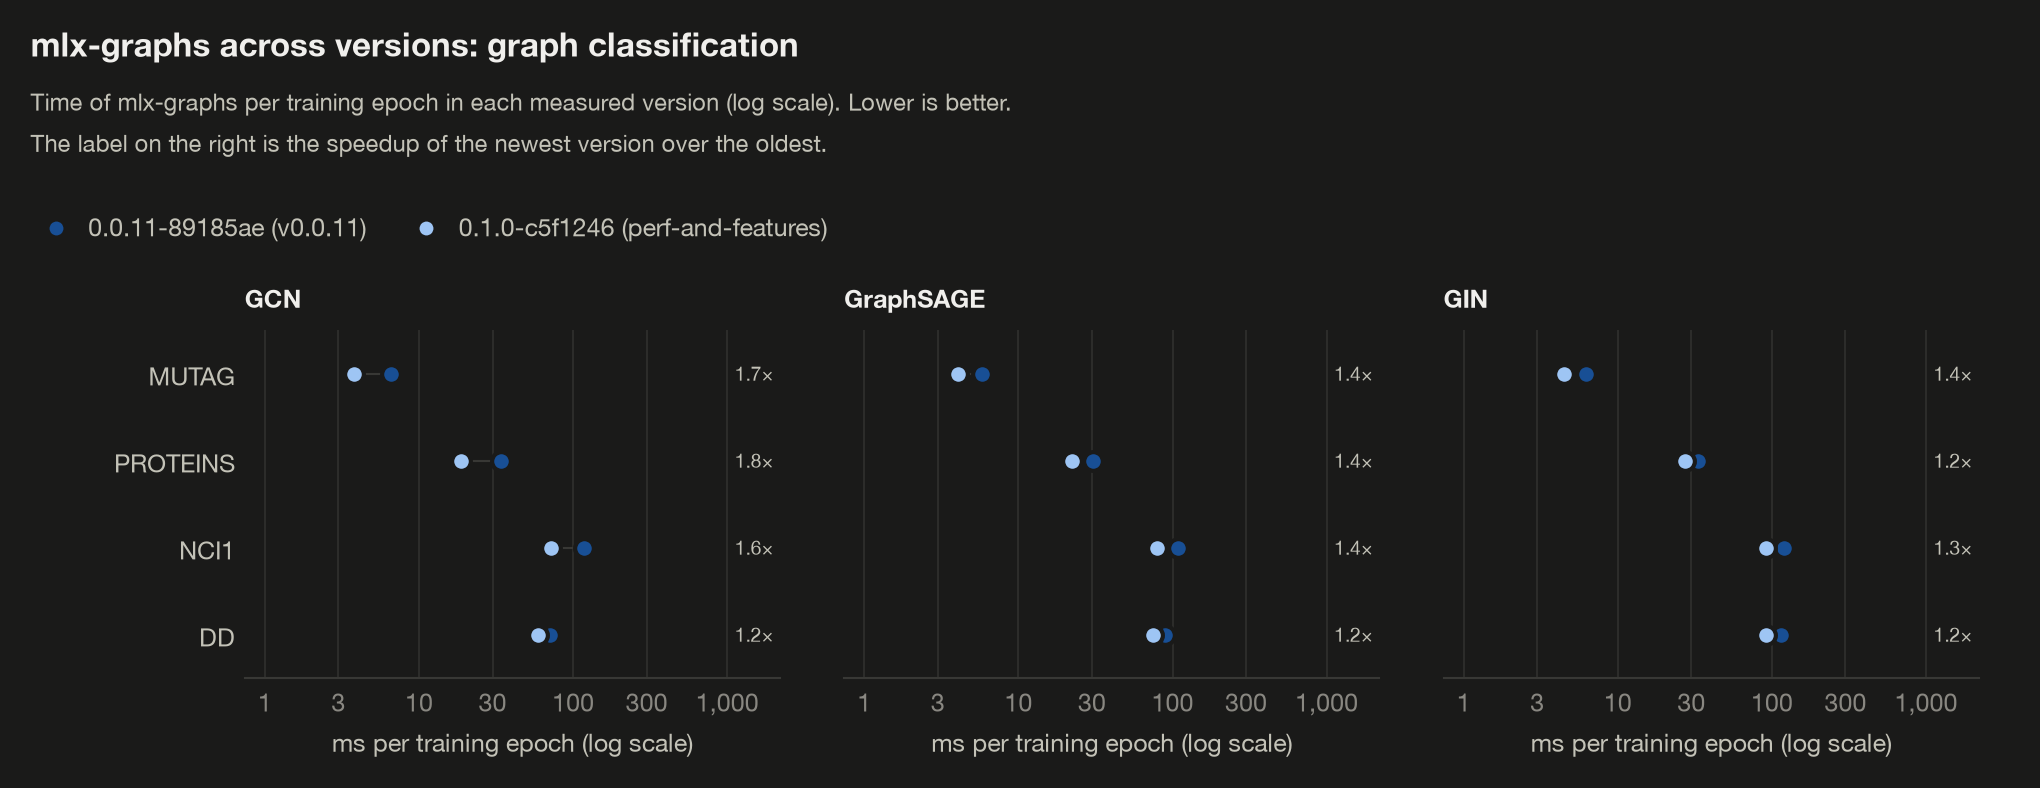 mlx-graphs across versions: graph classification
Time of mlx-graphs per training epoch in each measured version (log scale). Lower is better.
The label on the right is the speedup of the newest version over the oldest.
0.0.11-89185ae (v0.0.11) 0.1.0-c5f1246 (perf-and-features)
GCN GraphSAGE GIN
MUTAG 1.7× 1.4× 1.4×
PROTEINS 1.8× 1.4× 1.2×
NCI1 1.6× 1.4× 1.3×
DD 1.2× 1.2× 1.2×
1 3 10 30 100 300 1,000 1 3 10 30 100 300 1,000 1 3 10 30 100 300 1,000
ms per training epoch (log scale) ms per training epoch (log scale) ms per training epoch (log scale)